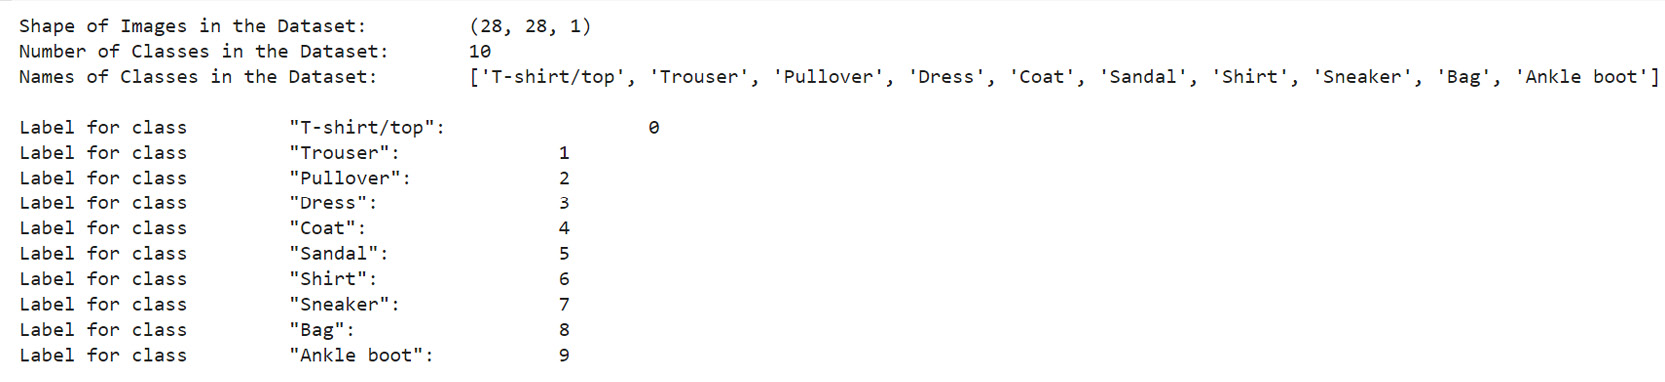 Shape of Images in the Dataset: (28, 28, 1)
Number of Classes in the Dataset: 10
Names of Classes in the Dataset: ['T-shirt/top', 'Trouser', 'Pullover', 'Dress', 'Coat', 'Sandal', 'Shirt', 'Sneaker', 'Bag', 'Ankle boot']
Label for class "T-shirt/top": 0
Label for class "Trouser": 1
Label for class "Pullover": 2
Label for class "Dress": 3
Label for class "Coat": 4
Label for class "Sandal": 5
Label for class "Shirt": 6
Label for class "Sneaker": 7
Label for class "Bag": 8
Label for class "Ankle boot": 9